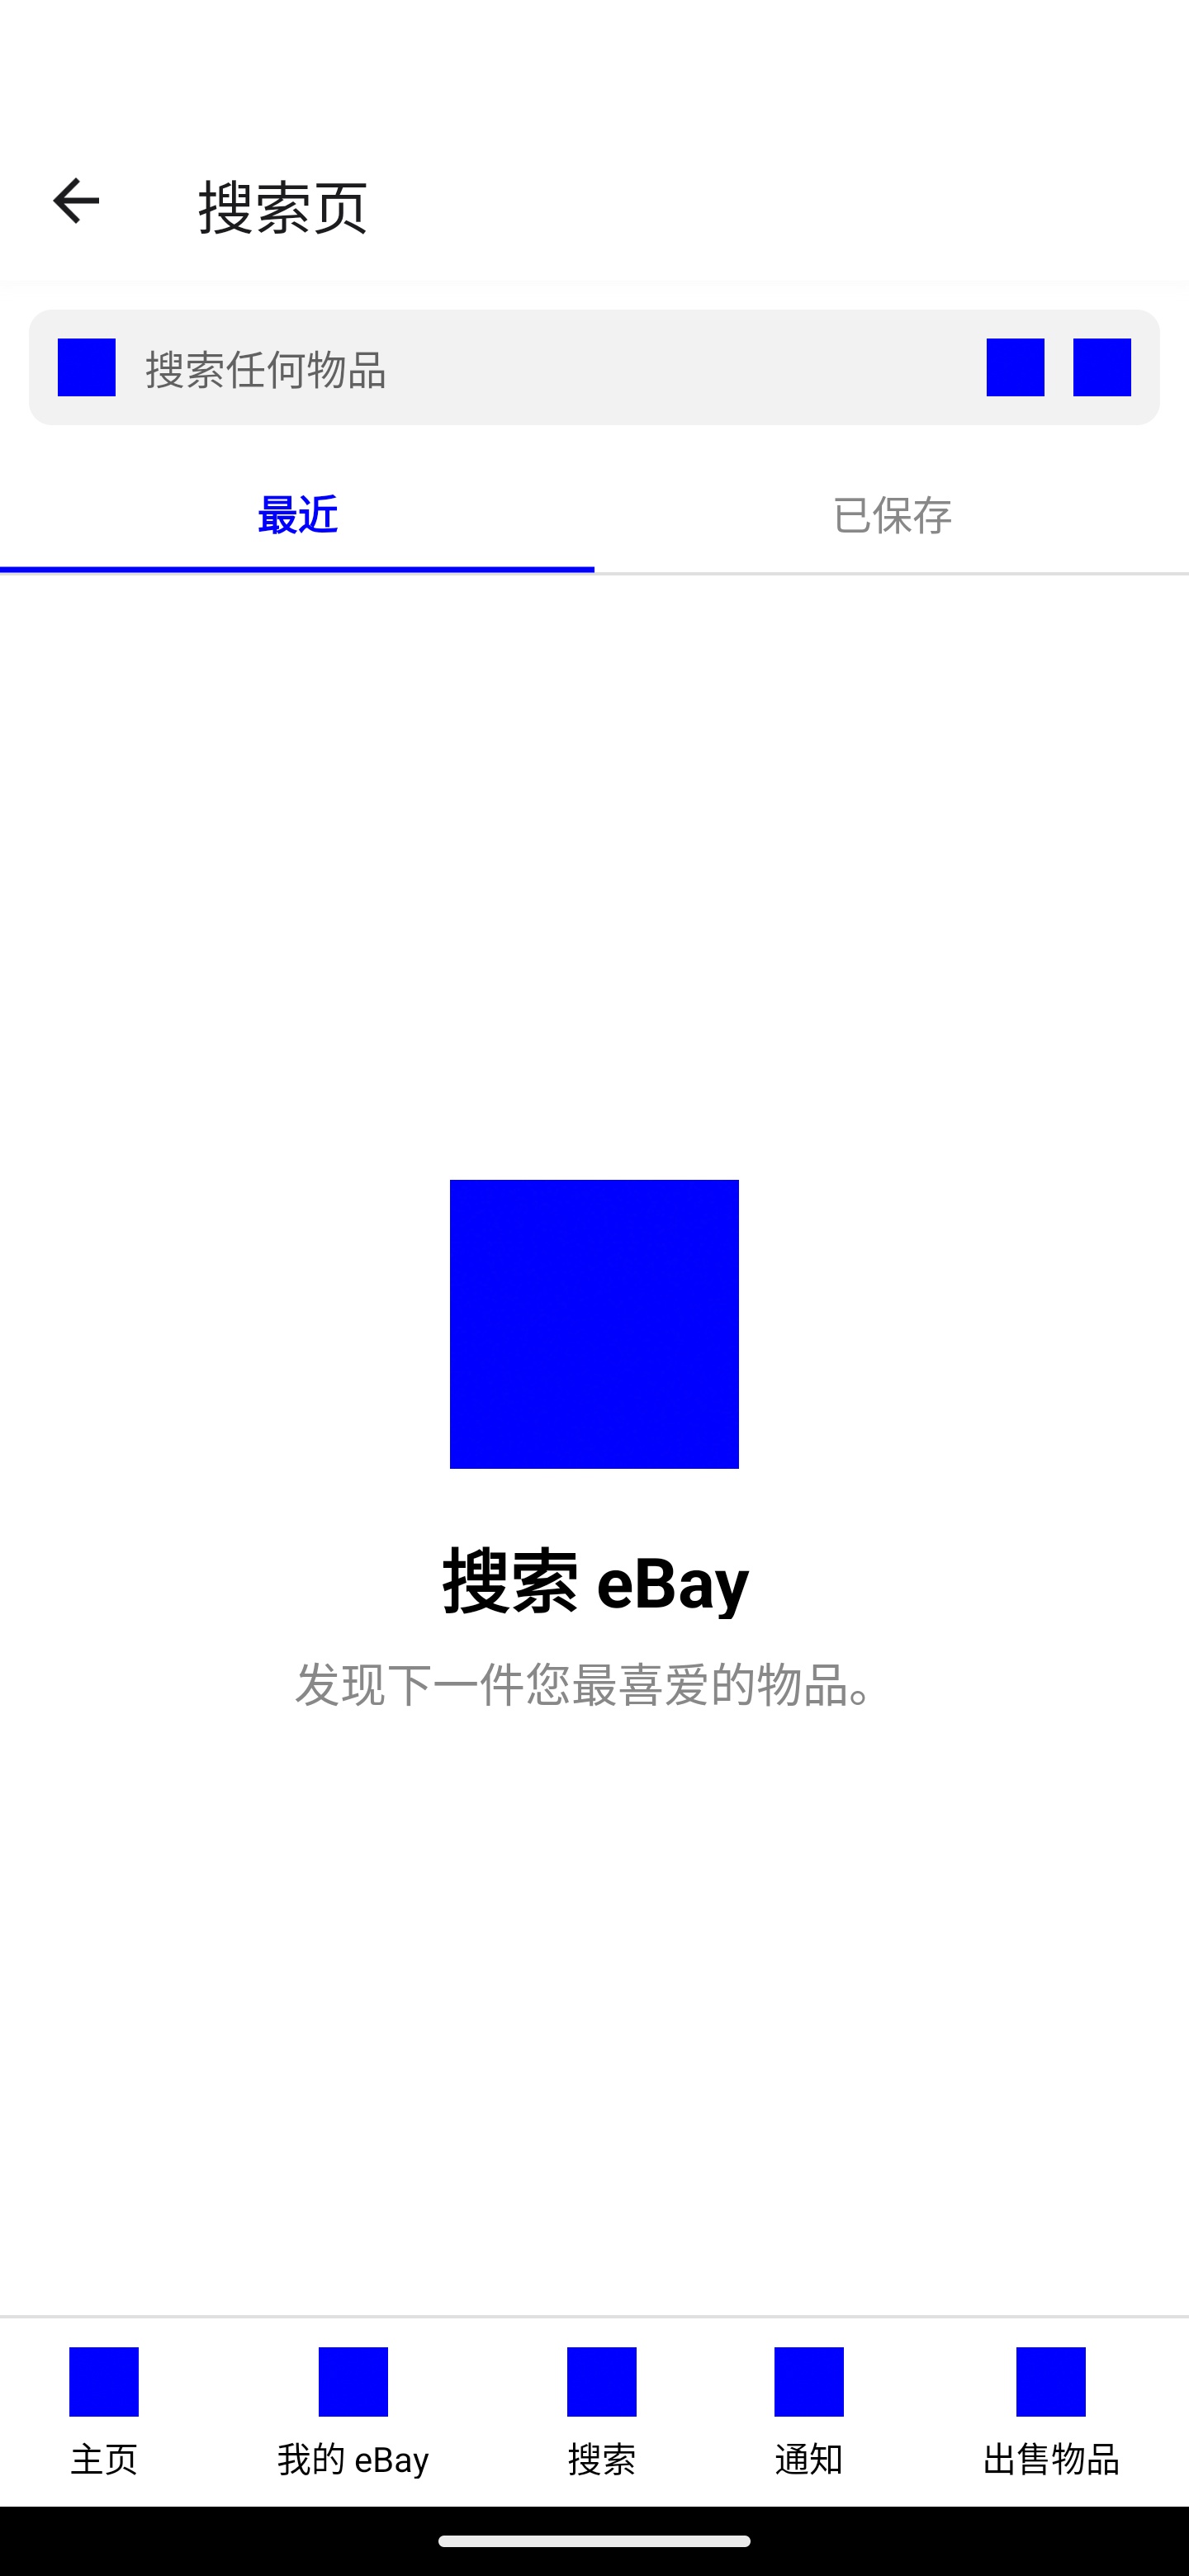 搜索页
搜索任何物品
最近
已保存
搜索 eBay
发现下一件您最喜爱的物品。
主页
我的 eBay
搜索
通知
出售物品